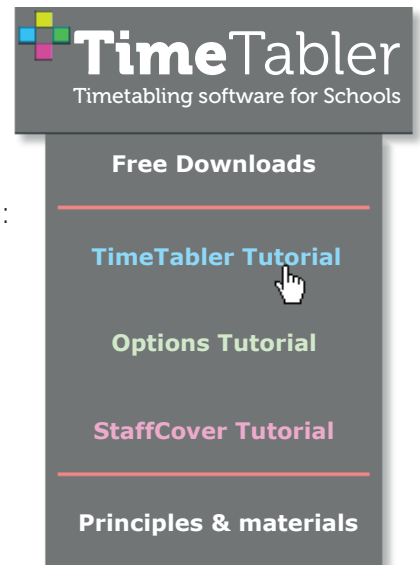 TimeTabler
Timetabling software for Schools
Free Downloads
:
TimeTabler Tutorial
Options Tutorial
StaffCover Tutorial
Principles & materials